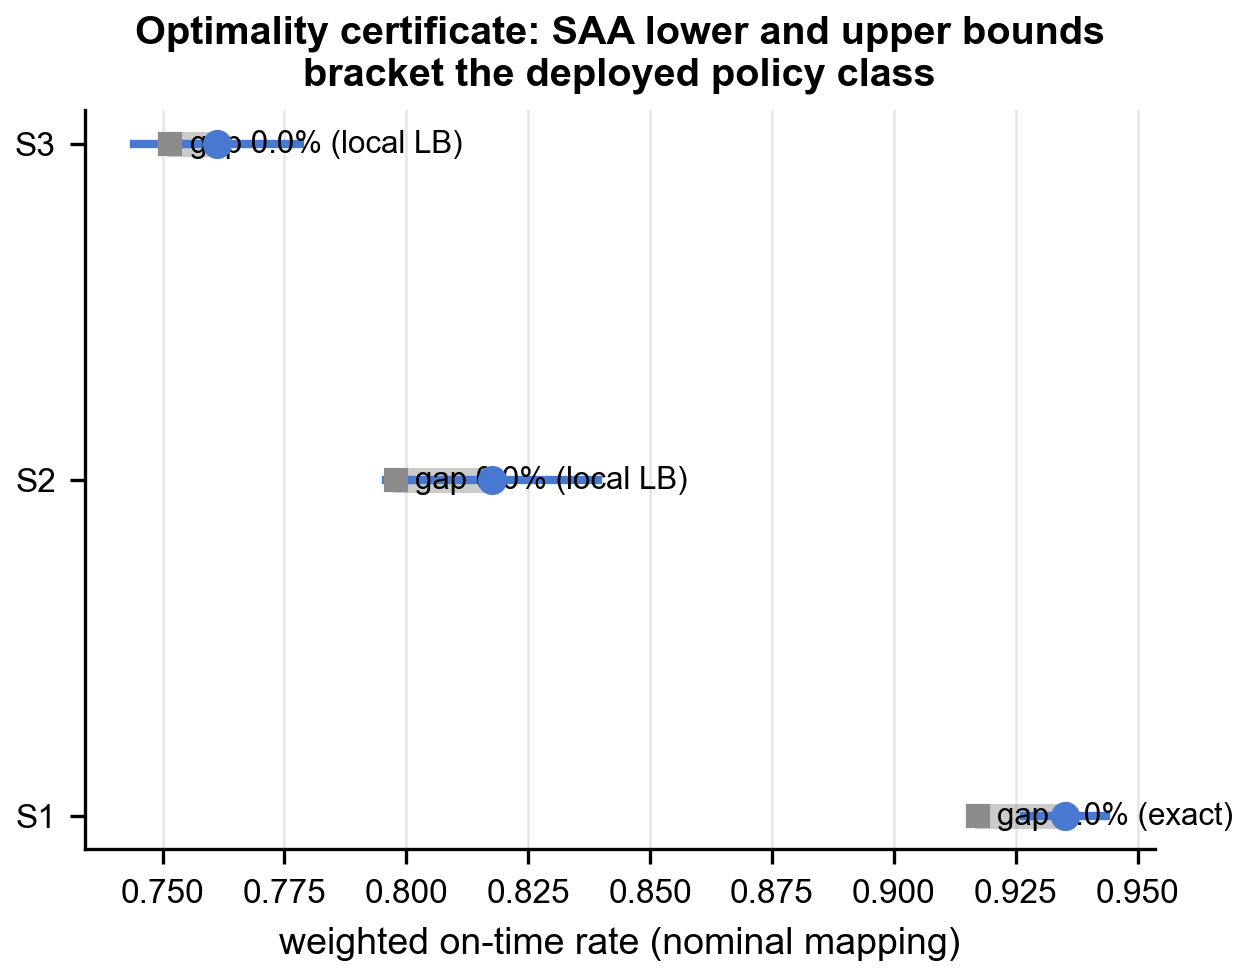 Optimality certificate: SAA lower and upper bounds
bracket the deployed policy class
S3
gap 0.0% (local LB)
S2
gap 0.0% (local LB)
S1
gap (exact)
0.750 0.775 0.800 0.825 0.850 0.875 0.900 0.925 0.950
weighted on-time rate (nominal mapping)